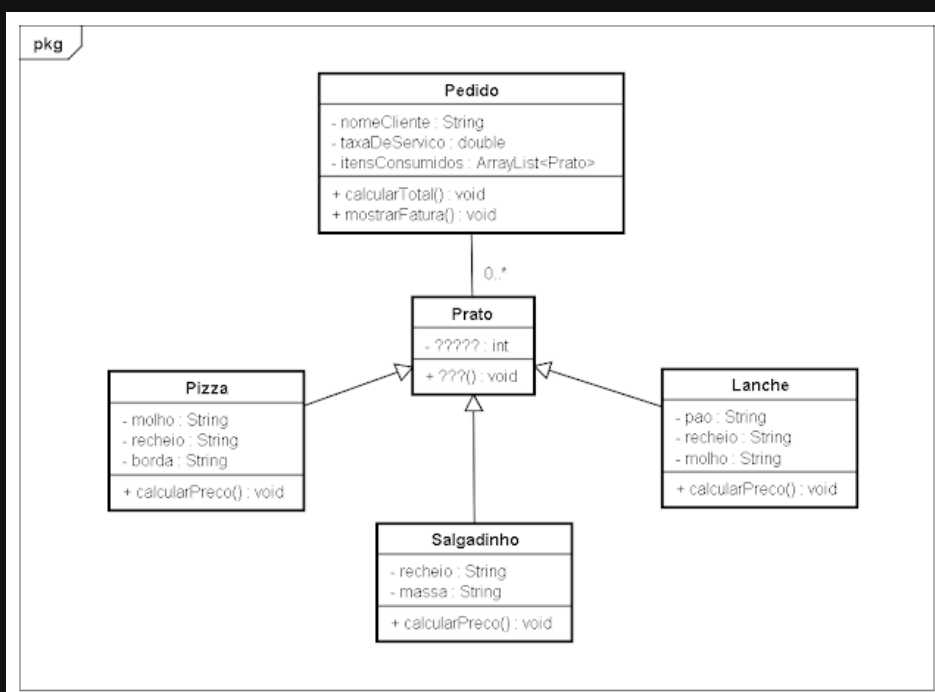 pkg
Pedido
- nomeCliente : String
- taxaDeServico : double
- itensConsumidos : ArrayList<Prato>
+ calcularTotal() : void
+ mostrarFatura() : void
0..*
Prato
- ????? : int
+ ???() : void
Pizza
- molho : String
- recheio : String
- borda : String
+ calcularPreco() : void
Lanche
- pao : String
- recheio : String
- molho : String
+ calcularPreco() : void
Salgadinho
- recheio : String
- massa : String
+ calcularPreco() : void